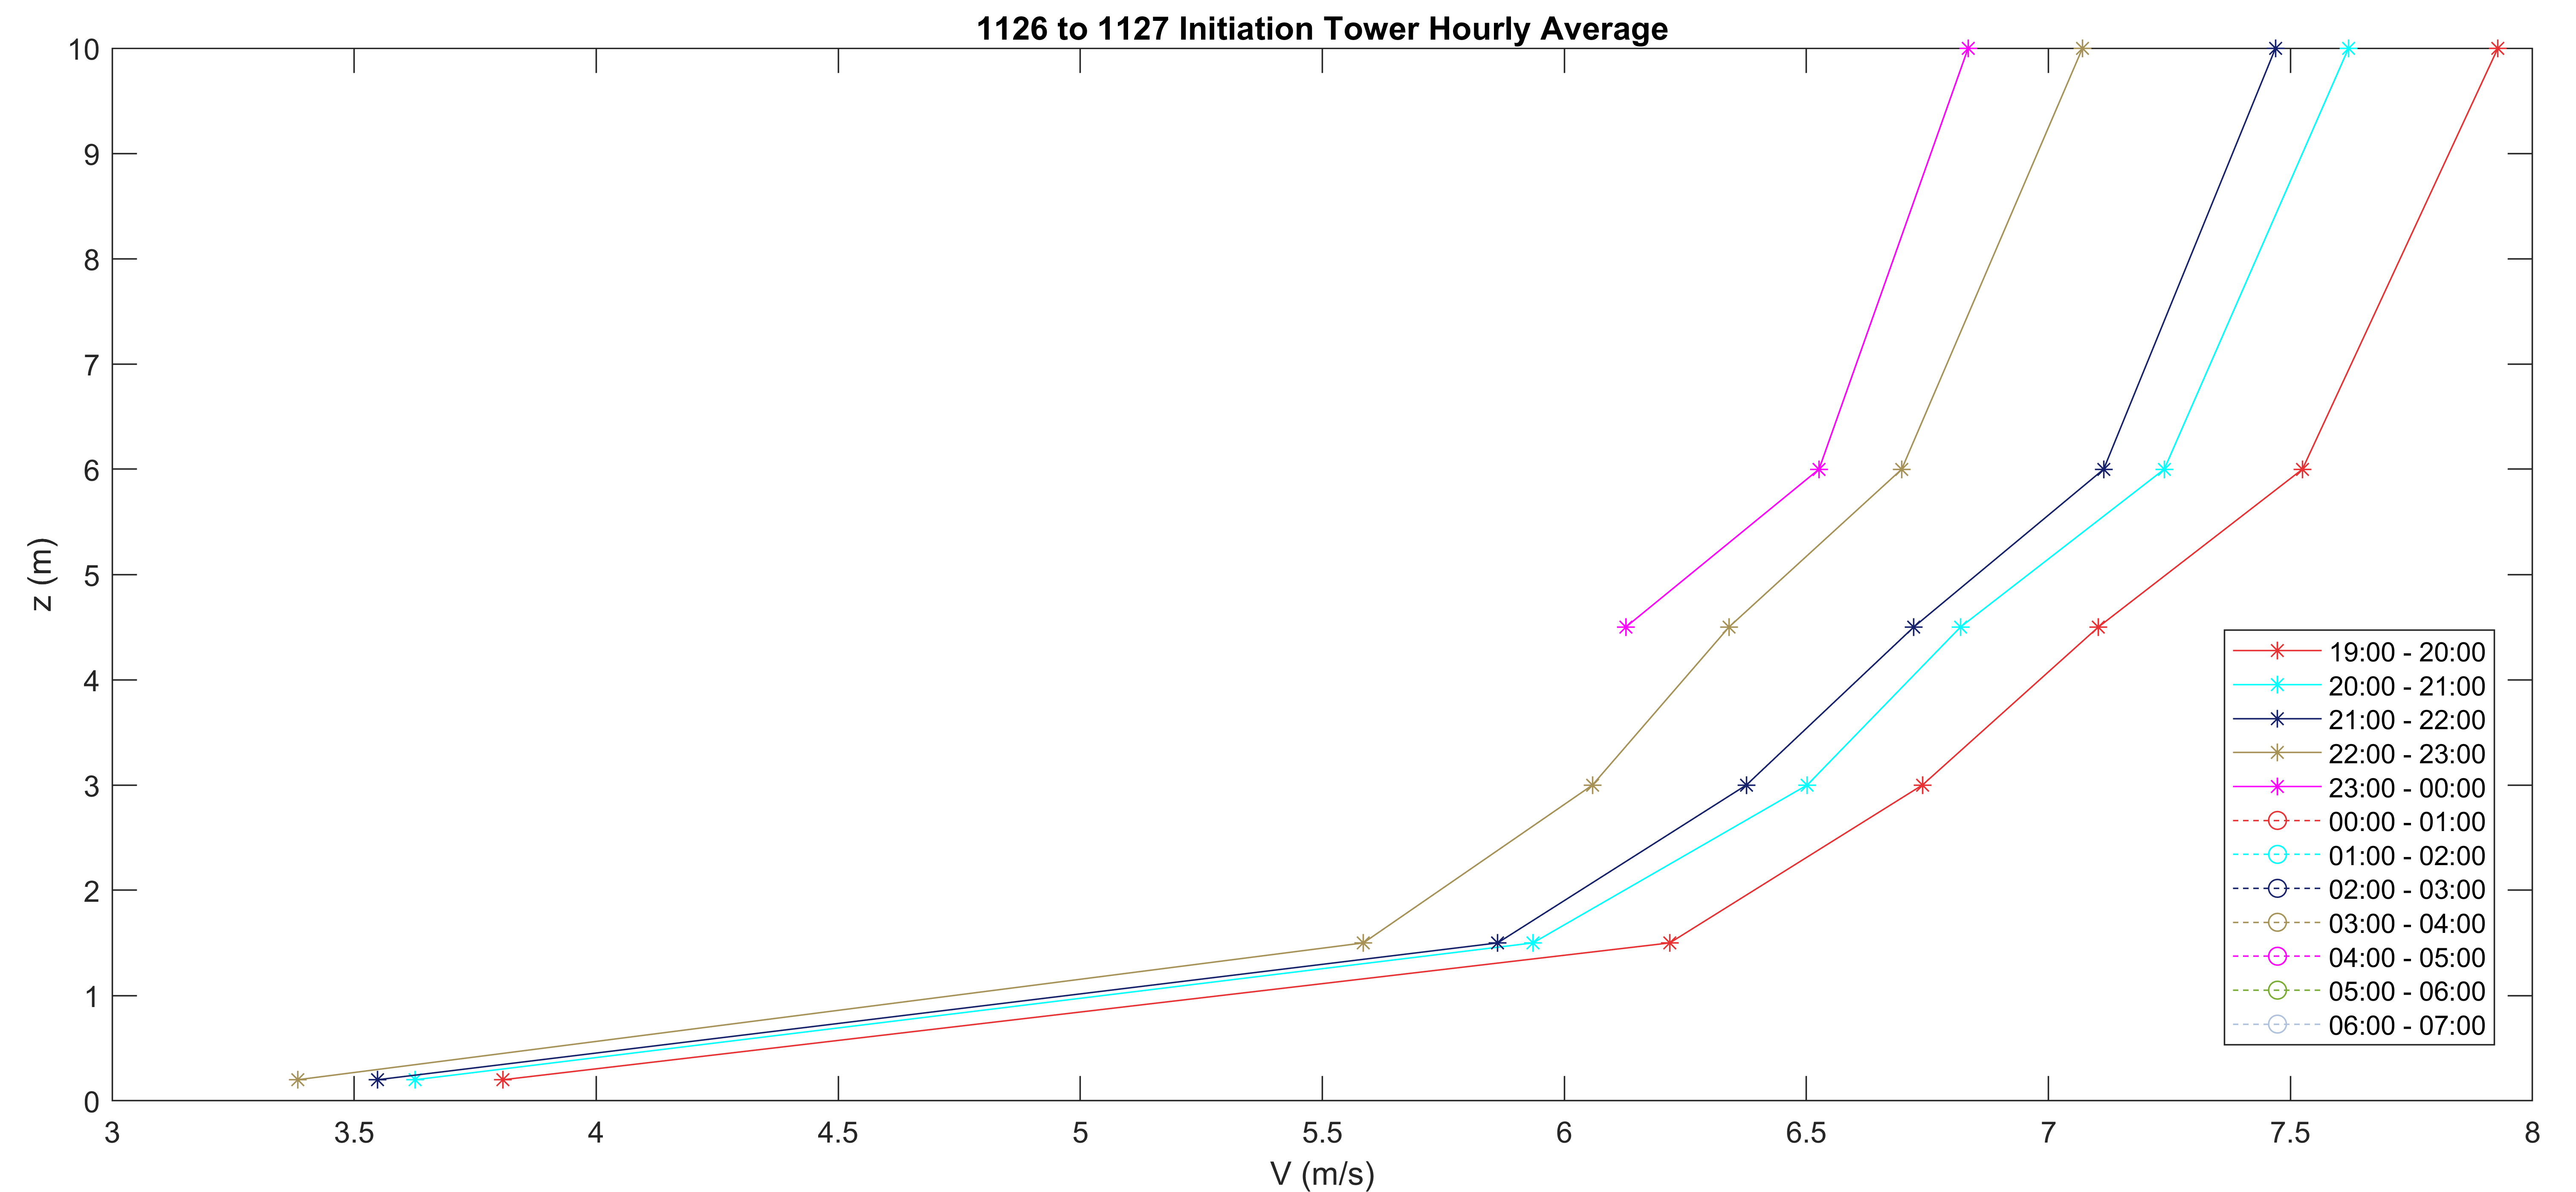 1126 to 1127 Initiation Tower Hourly Average
10
9
8
7
6
5
4
3
2
1
0
z (m)
3 3.5 4 4.5 5 5.5 6 6.5 7 7.5 8
V (m/s)
19:00 - 20:00
20:00 - 21:00
21:00 - 22:00
22:00 - 23:00
23:00 - 00:00
00:00 - 01:00
01:00 - 02:00
02:00 - 03:00
03:00 - 04:00
04:00 - 05:00
05:00 - 06:00
06:00 - 07:00